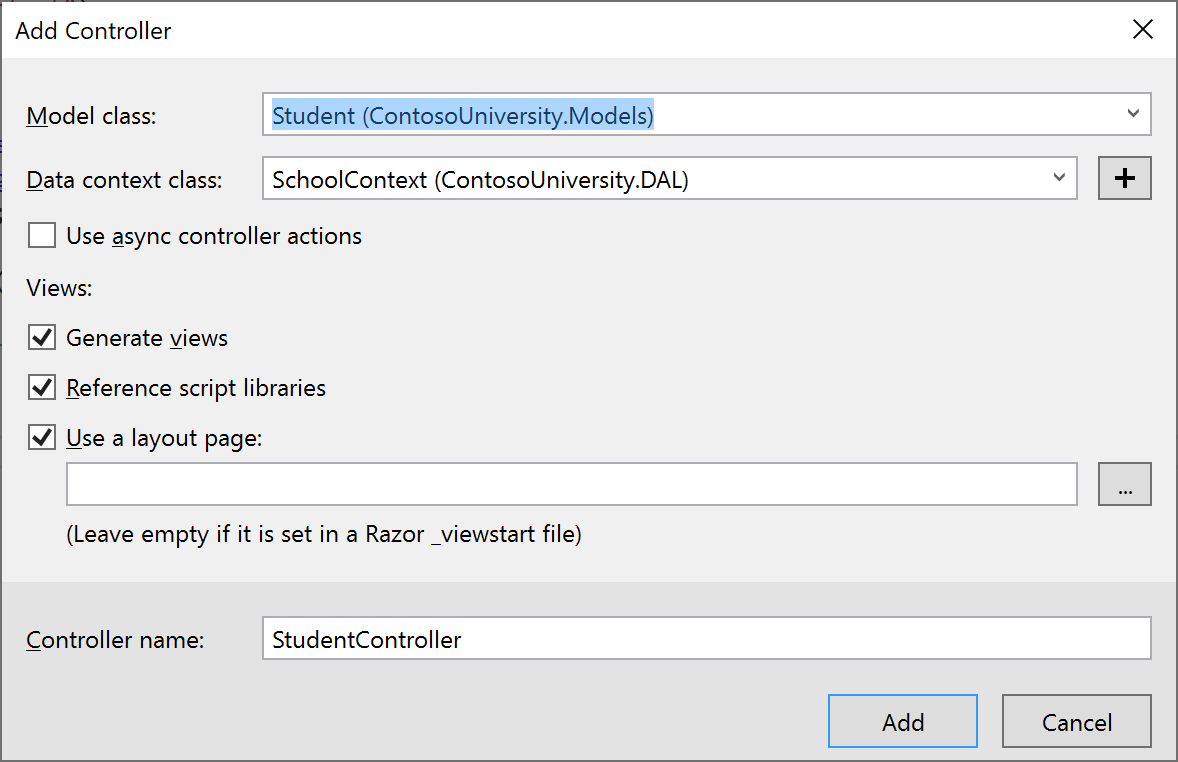 Add Controller
Model class: Student (ContosoUniversity.Models)
Data context class: SchoolContext (ContosoUniversity.DAL)
Use async controller actions
Views:
Generate views
Reference script libraries
Use a layout page:
...
(Leave empty if it is set in a Razor _viewstart file)
Controller name: StudentController
Add Cancel